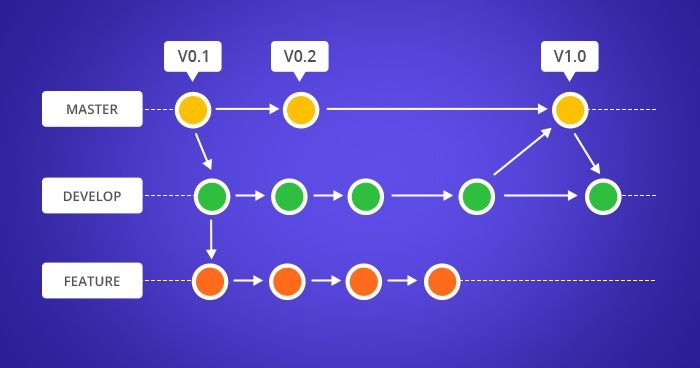 V0.1
V0.2
V1.0
MASTER
DEVELOP
FEATURE